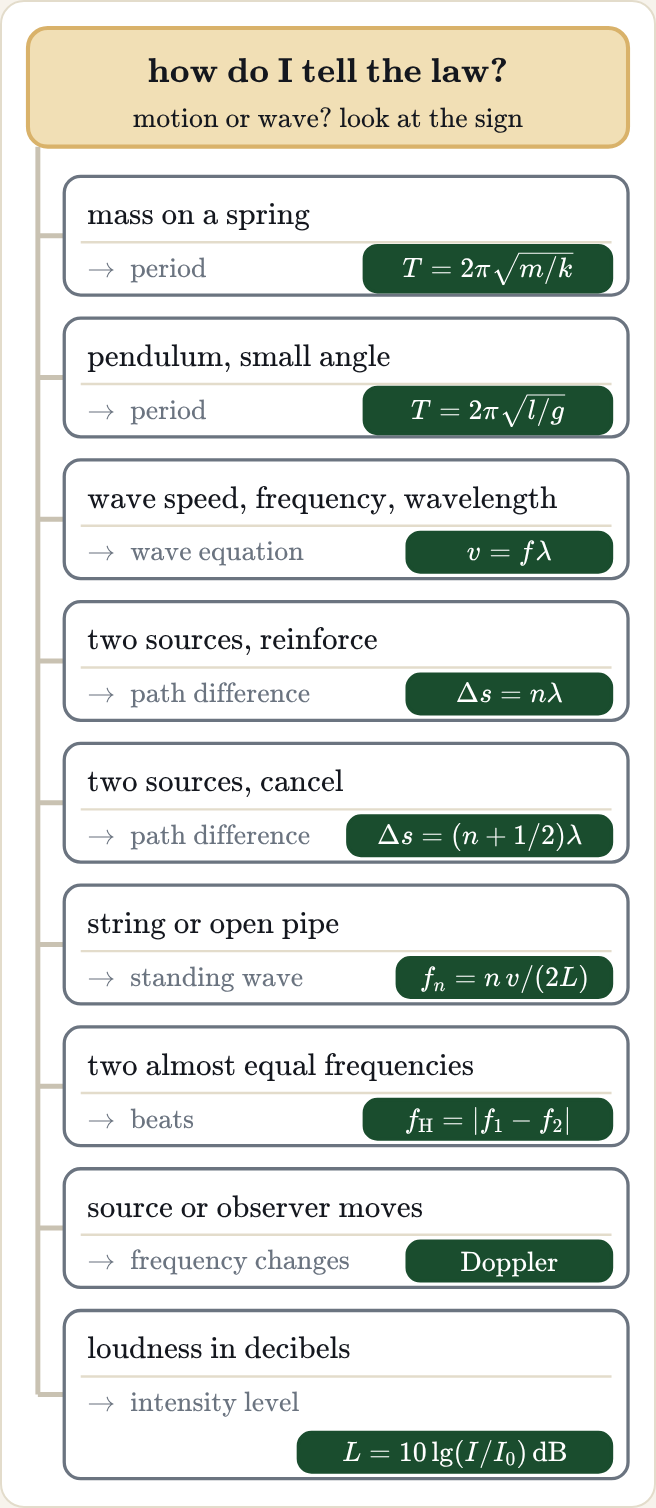 how do I tell the law?
motion or wave? look at the sign
mass on a spring
→ period T = 2π√m/k
pendulum, small angle
→ period T = 2π√l/g
wave speed, frequency, wavelength
→ wave equation v = fλ
two sources, reinforce
→ path difference Δs = nλ
two sources, cancel
→ path difference Δs = (n + 1/2)λ
string or open pipe
→ standing wave fₙ = n v/(2L)
two almost equal frequencies
→ beats f_H = |f₁ − f₂|
source or observer moves
→ frequency changes Doppler
loudness in decibels
→ intensity level
L = 10 lg(I/I₀) dB